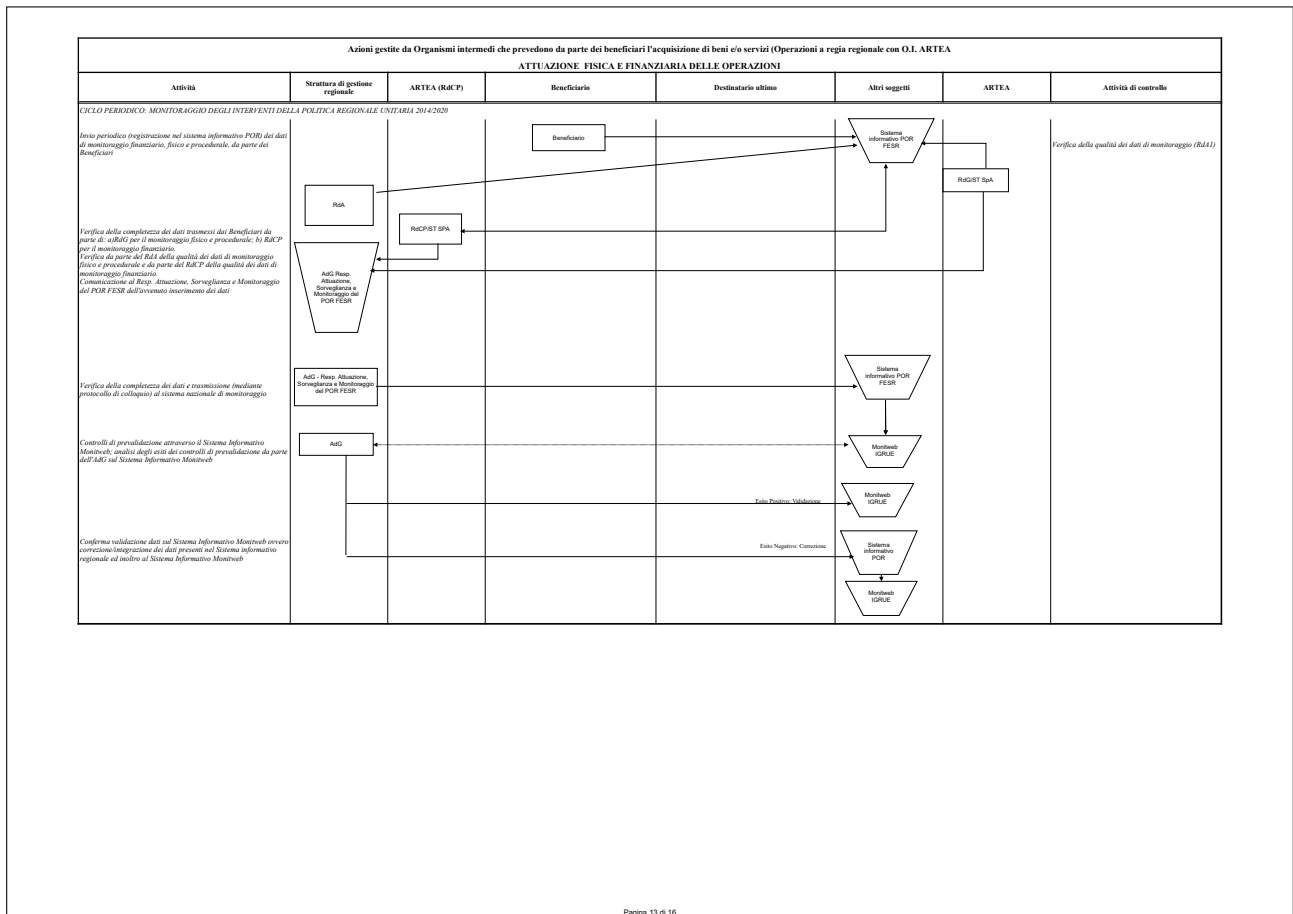 Azioni gestite da Organismi intermedi che prevedono da parte dei beneficiari l'acquisizione di beni e/o servizi (Operazioni a regia regionale con O.I. ARTEA
ATTUAZIONE FISICA E FINANZIARIA DELLE OPERAZIONI
Attività
Struttura di gestione
regionale
ARTEA (RdCP)
Beneficiario
Destinatario ultimo
Altri soggetti
ARTEA
Attività di controllo
CICLO PERIODICO: MONITORAGGIO DEGLI INTERVENTI DELLA POLITICA REGIONALE UNITARIA 2014/2020
Invio periodico (registrazione nel sistema informativo POR) dei dati
di monitoraggio finanziario, fisico e procedurale, da parte dei
Beneficiari
Beneficiario
Sistema
informativo POR
FESR
Verifica della qualità dei dati di monitoraggio (RdA1)
RdG/ST SpA
RdA
RdCP/ST SPA
Verifica della completezza dei dati trasmessi dai Beneficiari da
parte di: a)RdG per il monitoraggio fisico e procedurale; b) RdCP
per il monitoraggio finanziario.
Verifica da parte del RdA della qualità dei dati di monitoraggio
fisico e procedurale e da parte del RdCP della qualità dei dati di
monitoraggio finanziario.
Comunicazione al Resp. Attuazione, Sorveglianza e Monitoraggio
del POR FESR dell'avvenuto inserimento dei dati
AdG Resp.
Attuazione,
Sorveglianza e
Monitoraggio del
POR FESR
Verifica della completezza dei dati e trasmissione (mediante
protocollo di colloquio) al sistema nazionale di monitoraggio
AdG - Resp. Attuazione,
Sorveglianza e Monitoraggio
del POR FESR
Sistema
informativo POR
FESR
Controlli di prevalidazione attraverso il Sistema Informativo
Monitweb; analisi degli esiti dei controlli di prevalidazione da parte
dell'AdG sul Sistema Informativo Monitweb
AdG
Monitweb
IGRUE
Esito Positivo: Validazione
Monitweb
IGRUE
Conferma validazione dati sul Sistema Informativo Monitweb ovvero
correzione/integrazione dei dati presenti nel Sistema informativo
regionale ed inoltro al Sistema Informativo Monitweb
Esito Negativo: Correzione
Sistema
informativo
POR
Monitweb
IGRUE
Pagina 13 di 16